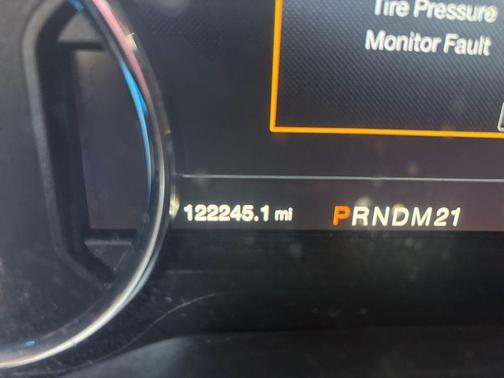 Tire Pressure
Monitor Fault
122245.1 mi PRNDM21